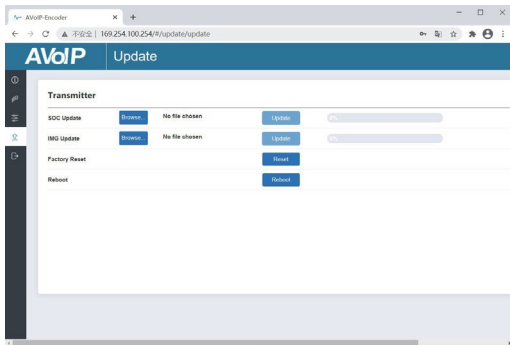 AVoIP Encoder
不安全 | 169.254.100.254/#/update/update
AVoIP Update
Transmitter
SOC Update Browse... No file chosen Update 0%
IMG Update Browse... No file chosen Update 0%
Factory Reset Reset
Reboot Reboot